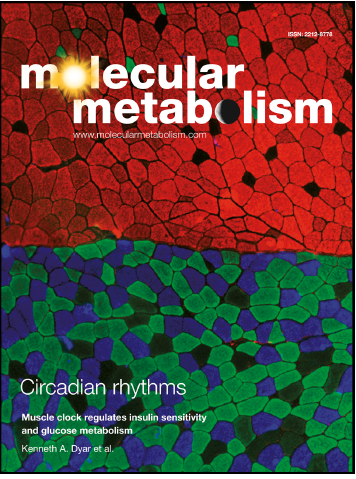 ISSN: 2212-8778
molecular
metabolism
www.molecularmetabolism.com
Circadian rhythms
Muscle clock regulates insulin sensitivity
and glucose metabolism
Kenneth A. Dyar et al.